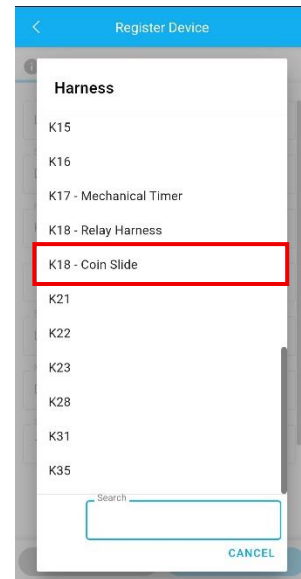 Register Device
Harness
K15
K16
K17 - Mechanical Timer
K18 - Relay Harness
K18 - Coin Slide
K21
K22
K23
K28
K31
K35
Search
CANCEL